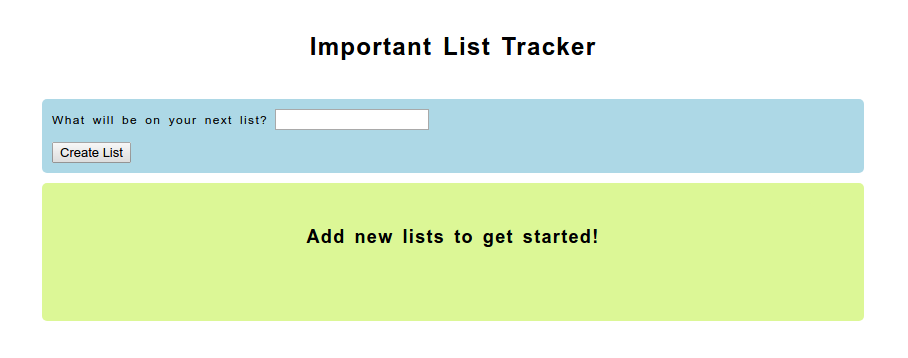 Important List Tracker
What will be on your next list?
Create List
Add new lists to get started!